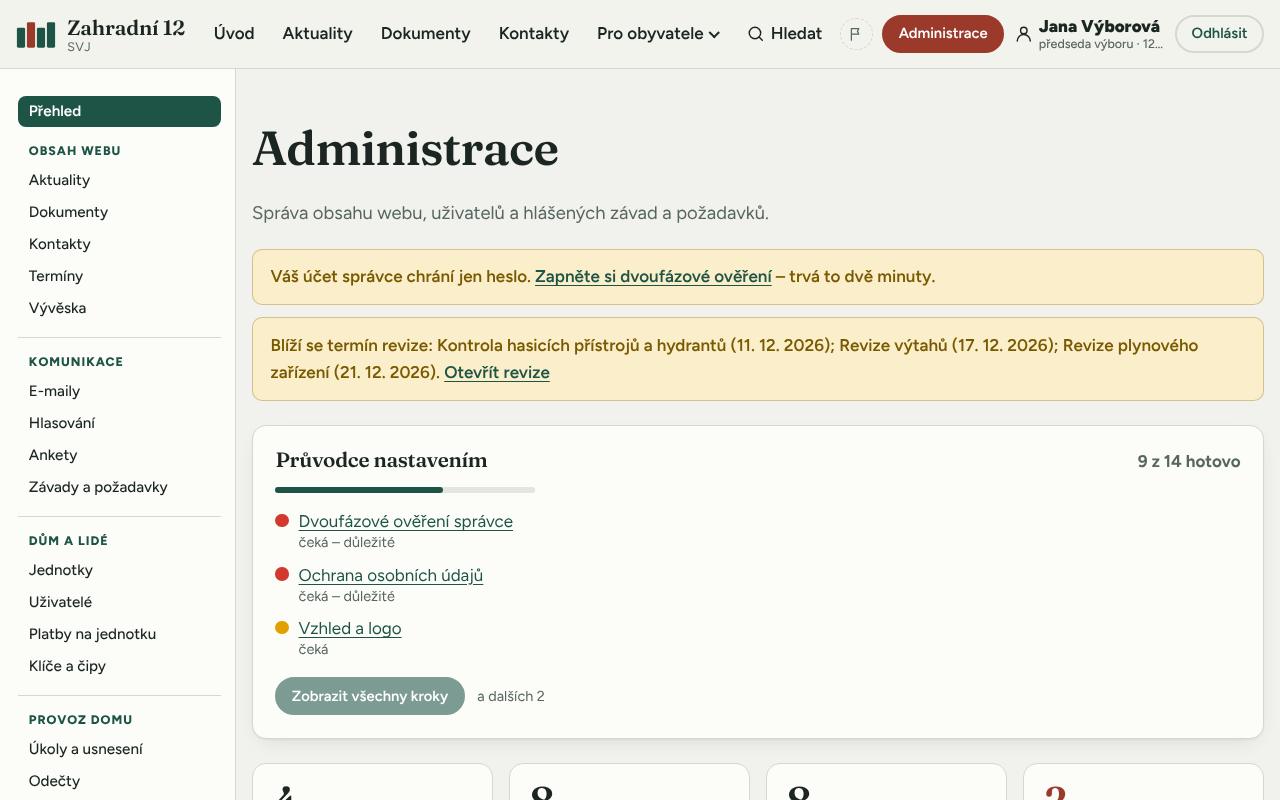 Zahradní 12
SVJ
Úvod
Aktuality
Dokumenty
Kontakty
Pro obyvatele
Hledat
Administrace
Jana Výborová
předseda výboru · 12…
Odhlásit
Přehled
OBSAH WEBU
Aktuality
Dokumenty
Kontakty
Termíny
Vývěska
KOMUNIKACE
E-maily
Hlasování
Ankety
Závady a požadavky
DŮM A LIDÉ
Jednotky
Uživatelé
Platby na jednotku
Klíče a čipy
PROVOZ DOMU
Úkoly a usnesení
Odečty
Administrace
Správa obsahu webu, uživatelů a hlášených závad a požadavků.
Váš účet správce chrání jen heslo. Zapněte si dvoufázové ověření – trvá to dvě minuty.
Blíží se termín revize: Kontrola hasicích přístrojů a hydrantů (11. 12. 2026); Revize výtahů (17. 12. 2026); Revize plynového
zařízení (21. 12. 2026). Otevřít revize
Průvodce nastavením
9 z 14 hotovo
Dvoufázové ověření správce
čeká – důležité
Ochrana osobních údajů
čeká – důležité
Vzhled a logo
čeká
Zobrazit všechny kroky
a dalších 2